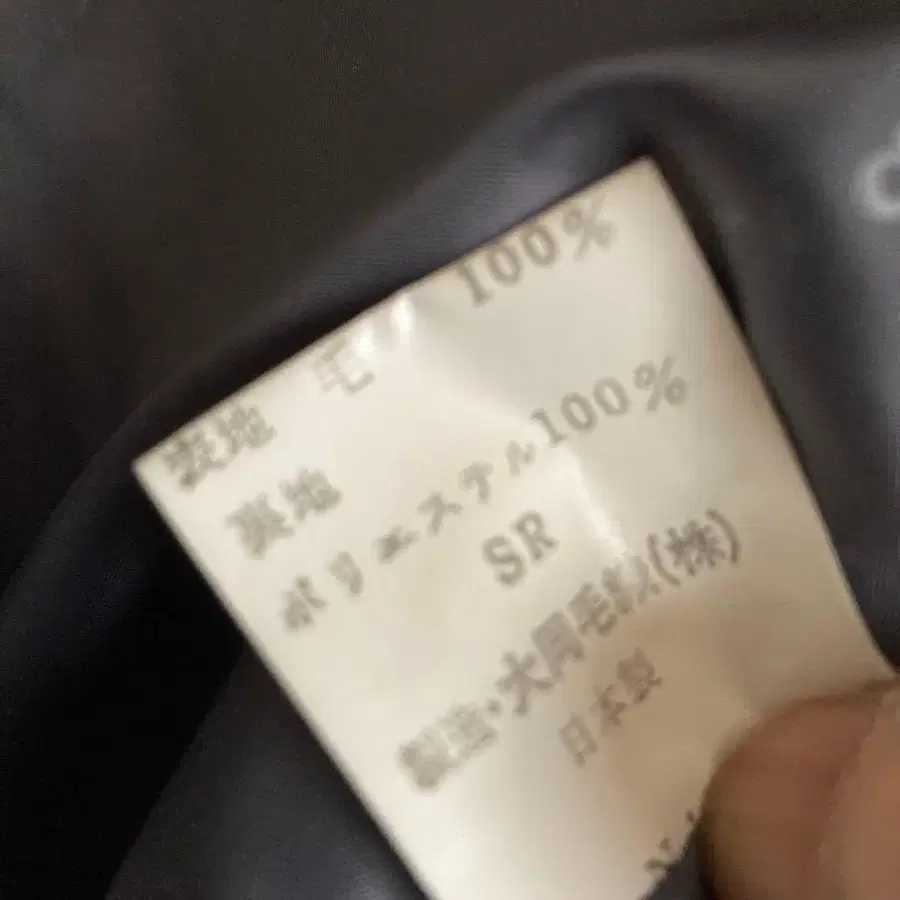 表地 毛 100%
裏地
ポリエステル100%
SR
製造・大岡毛織(株)
日本製